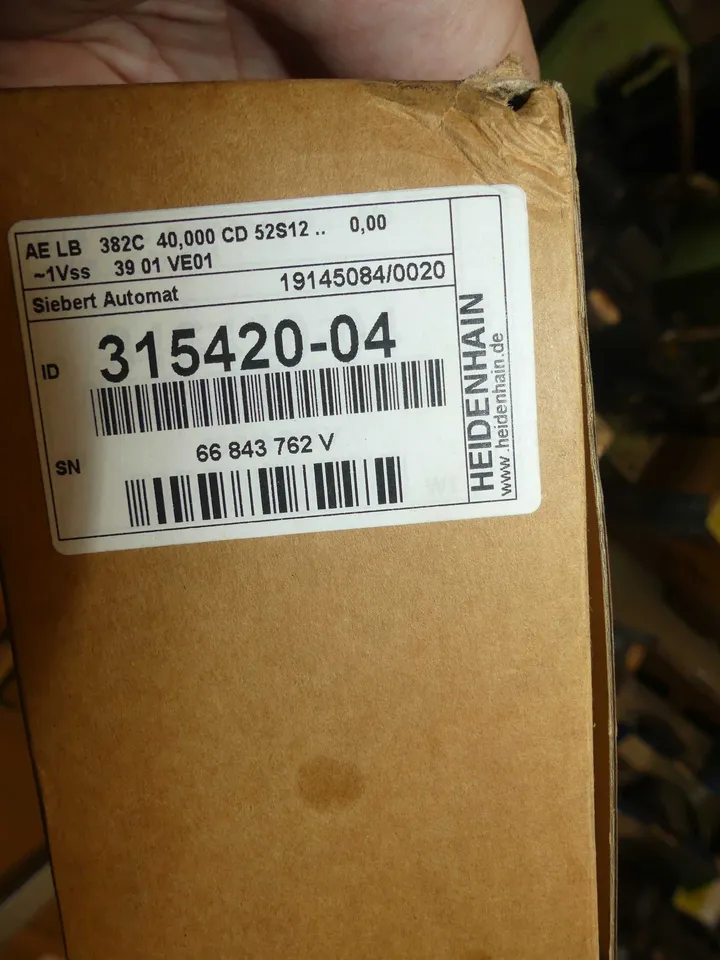 AE LB 382C 40,000 CD 52S12 .. 0,00
~1Vss 39 01 VE01
Siebert Automat 19145084/0020
ID 315420-04
SN 66 843 762 V
HEIDENHAIN
www.heidenhain.de